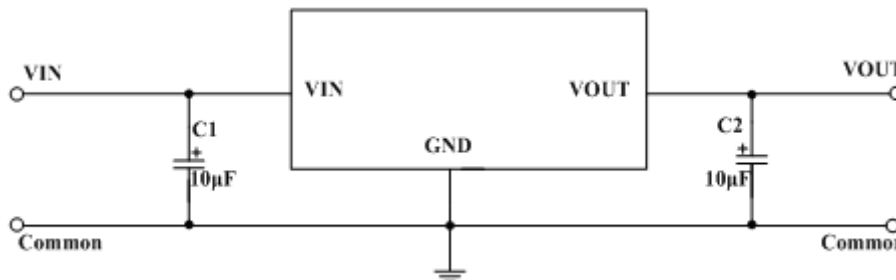 VIN
VOUT
VIN
VOUT
C1
+
10μF
GND
C2
+
10μF
Common
Common